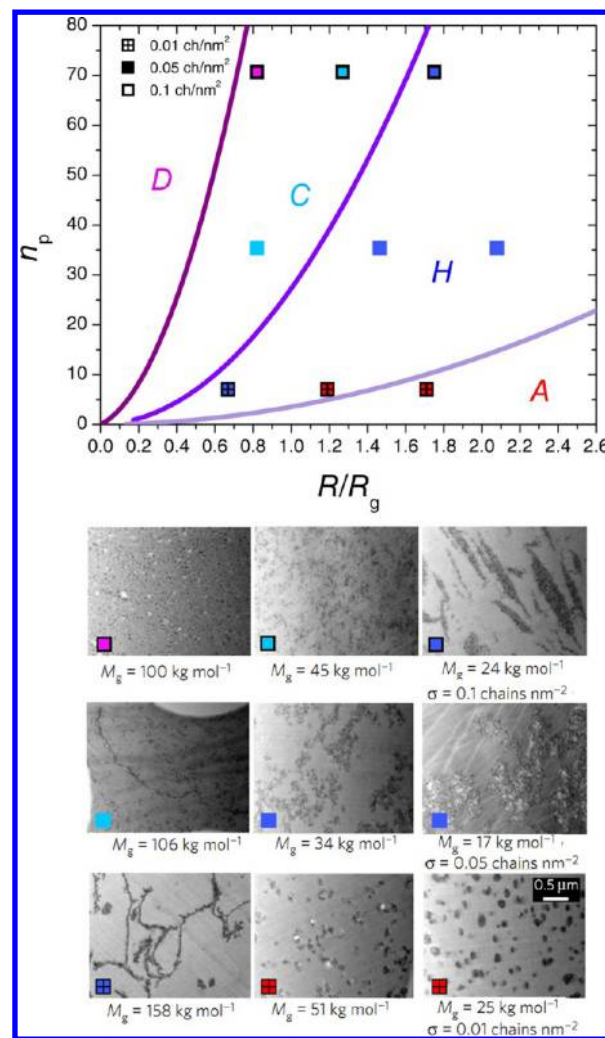 80
70
60
50
40
30
20
10
0
n_p
0.01 ch/nm²
0.05 ch/nm²
0.1 ch/nm²
D
C
H
A
0.0 0.2 0.4 0.6 0.8 1.0 1.2 1.4 1.6 1.8 2.0 2.2 2.4 2.6
R/R_g
M_g = 100 kg mol⁻¹
M_g = 45 kg mol⁻¹
M_g = 24 kg mol⁻¹
σ = 0.1 chains nm⁻²
M_g = 106 kg mol⁻¹
M_g = 34 kg mol⁻¹
M_g = 17 kg mol⁻¹
σ = 0.05 chains nm⁻²
0.5 μm
M_g = 158 kg mol⁻¹
M_g = 51 kg mol⁻¹
M_g = 25 kg mol⁻¹
σ = 0.01 chains nm⁻²